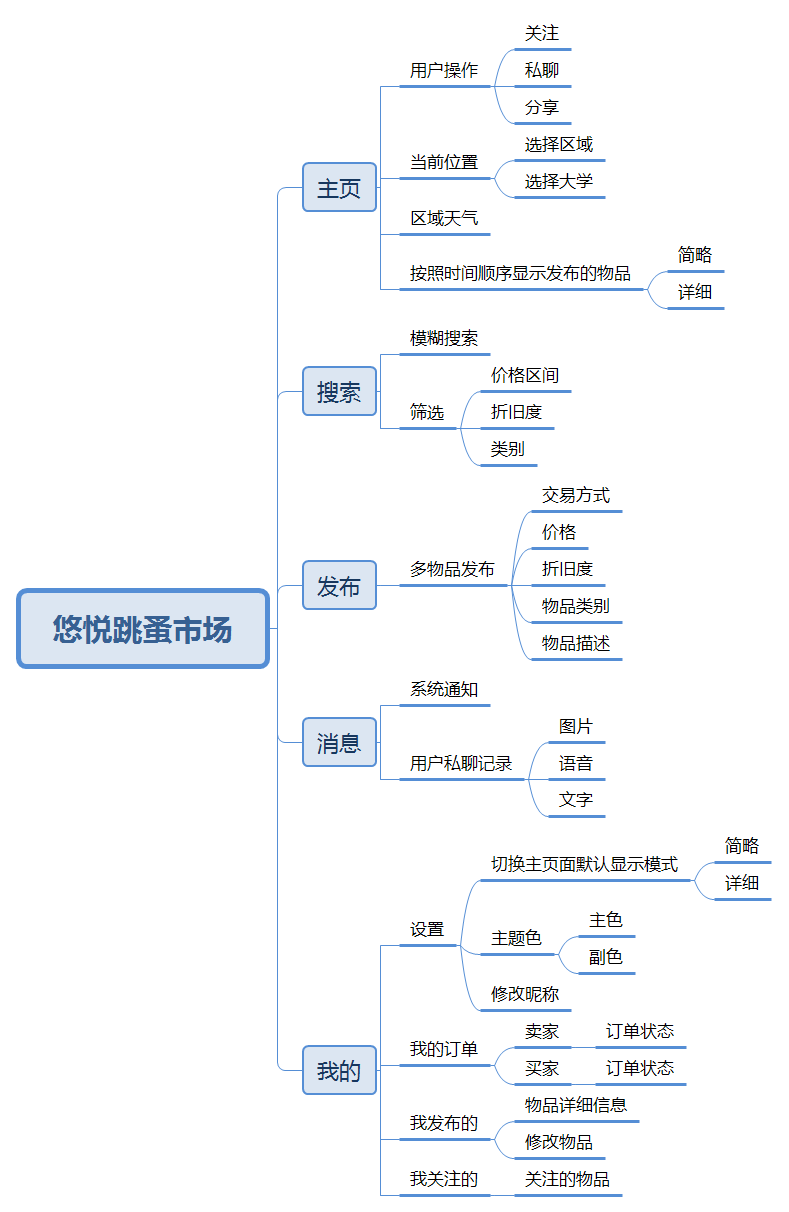 悠悦跳蚤市场
主页
用户操作
关注
私聊
分享
当前位置
选择区域
选择大学
区域天气
按照时间顺序显示发布的物品
简略
详细
搜索
模糊搜索
筛选
价格区间
折旧度
类别
发布
多物品发布
交易方式
价格
折旧度
物品类别
物品描述
消息
系统通知
用户私聊记录
图片
语音
文字
我的
设置
切换主页面默认显示模式
简略
详细
主题色
主色
副色
修改昵称
我的订单
卖家
订单状态
买家
订单状态
我发布的
物品详细信息
修改物品
我关注的
关注的物品